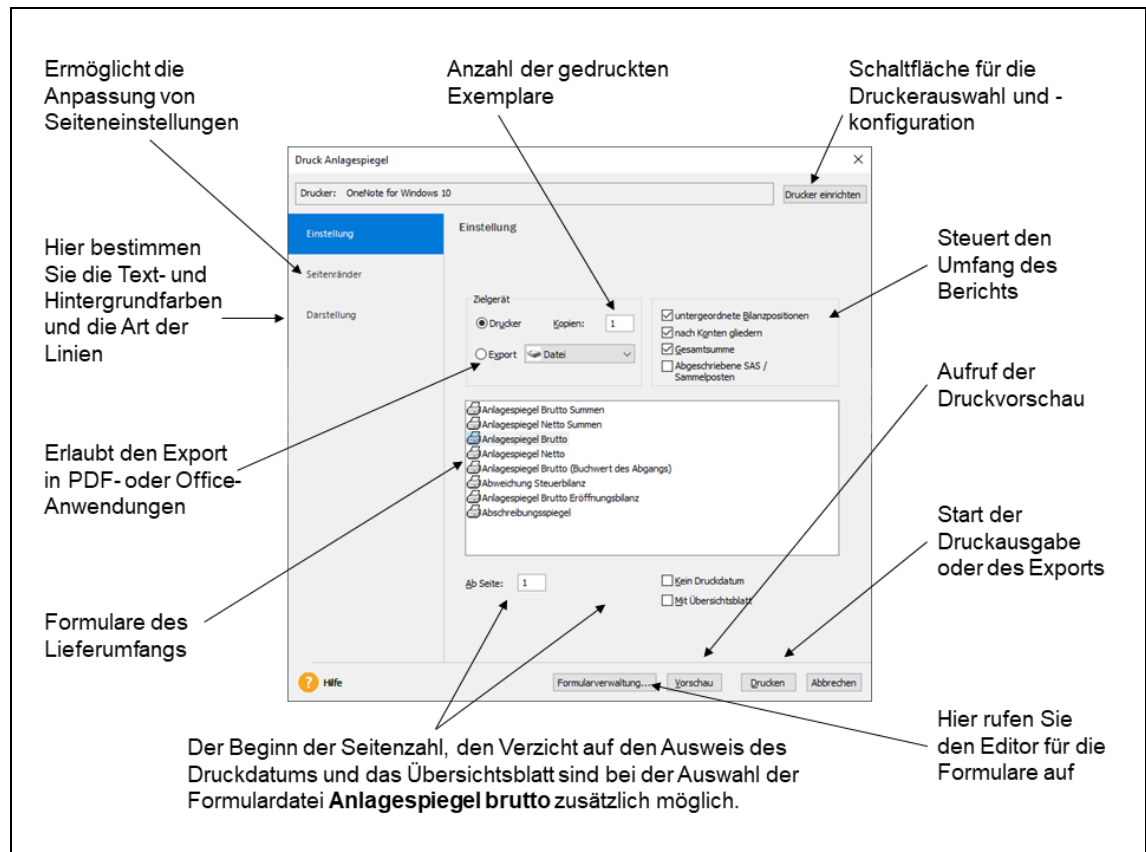 Ermöglicht die
Anpassung von
Seiteneinstellungen
Anzahl der gedruckten
Exemplare
Schaltfläche für die
Druckerauswahl und -
konfiguration
Druck Anlagespiegel
Drucker: OneNote for Windows 10
Drucker einrichten
Einstellung
Seitenränder
Darstellung
Einstellung
Hier bestimmen
Sie die Text- und
Hintergrundfarben
und die Art der
Linien
Steuert den
Umfang des
Berichts
Zielgerät
Drucker Kopien: 1
Export Datei
untergeordnete Bilanzpositionen
nach Konten gliedern
Gesamtsumme
Abgeschriebene SAS /
Sammelposten
Aufruf der
Druckvorschau
Anlagespiegel Brutto Summen
Anlagespiegel Netto Summen
Anlagespiegel Brutto
Anlagespiegel Netto
Anlagespiegel Brutto (Buchwert des Abgangs)
Abweichung Steuerbilanz
Anlagespiegel Brutto Eröffnungsbilanz
Abschreibungsspiegel
Erlaubt den Export
in PDF- oder Office-
Anwendungen
Start der
Druckausgabe
oder des Exports
Ab Seite: 1
Kein Druckdatum
Mit Übersichtsblatt
Formulare des
Lieferumfangs
? Hilfe
Formularverwaltung...
Vorschau
Drucken
Abbrechen
Hier rufen Sie
den Editor für die
Formulare auf
Der Beginn der Seitenzahl, den Verzicht auf den Ausweis des
Druckdatums und das Übersichtsblatt sind bei der Auswahl der
Formulardatei Anlagespiegel brutto zusätzlich möglich.